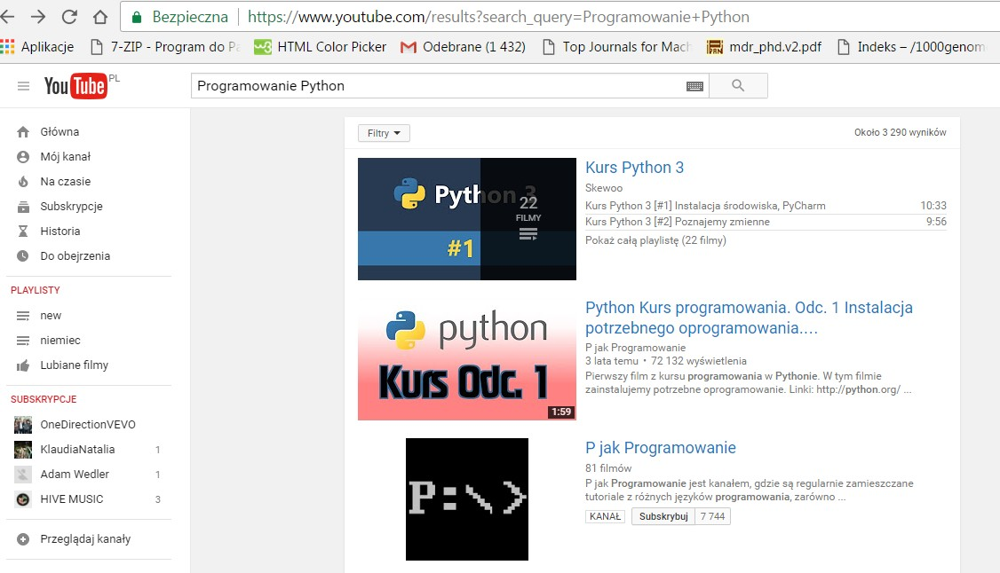 Bezpieczna | https://www.youtube.com/results?search_query=Programowanie+Python
Aplikacje 7-ZIP - Program do Pa HTML Color Picker Odebrane (1 432) Top Journals for Mach mdr_phd.v2.pdf Indeks – /1000genom
YouTube PL
Programowanie Python
Główna
Mój kanał
Na czasie
Subskrypcje
Historia
Do obejrzenia
PLAYLISTY
new
niemiec
Lubiane filmy
SUBSKRYPCJE
OneDirectionVEVO
KlaudiaNatalia 1
Adam Wedler 1
HIVE MUSIC 3
Przeglądaj kanały
Filtry
Około 3 290 wyników
Python 3
#1
22
FILMY
Kurs Python 3
Skewoo
Kurs Python 3 [#1] Instalacja środowiska, PyCharm 10:33
Kurs Python 3 [#2] Poznajemy zmienne 9:56
Pokaż całą playlistę (22 filmy)
python
Kurs Odc. 1
1:59
Python Kurs programowania. Odc. 1 Instalacja
potrzebnego oprogramowania.…
P jak Programowanie
3 lata temu • 72 132 wyświetlenia
Pierwszy film z kursu programowania w Pythonie. W tym filmie
zainstalujemy potrzebne oprogramowanie. Linki: http://python.org/ ...
P:\>
P jak Programowanie
81 filmów
P jak Programowanie jest kanałem, gdzie są regularnie zamieszczane
tutoriale z różnych języków programowania, zarówno ...
KANAŁ Subskrybuj 7 744